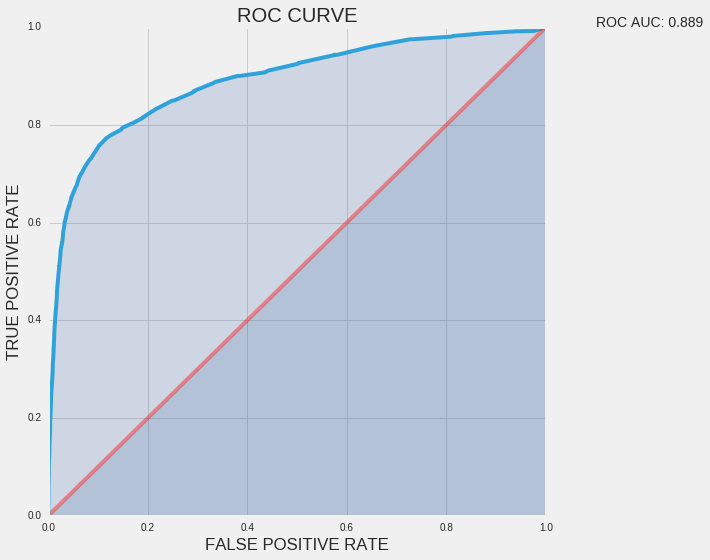 ROC CURVE
ROC AUC: 0.889
1.0
0.8
0.6
0.4
0.2
0.0
TRUE POSITIVE RATE
0.0 0.2 0.4 0.6 0.8 1.0
FALSE POSITIVE RATE